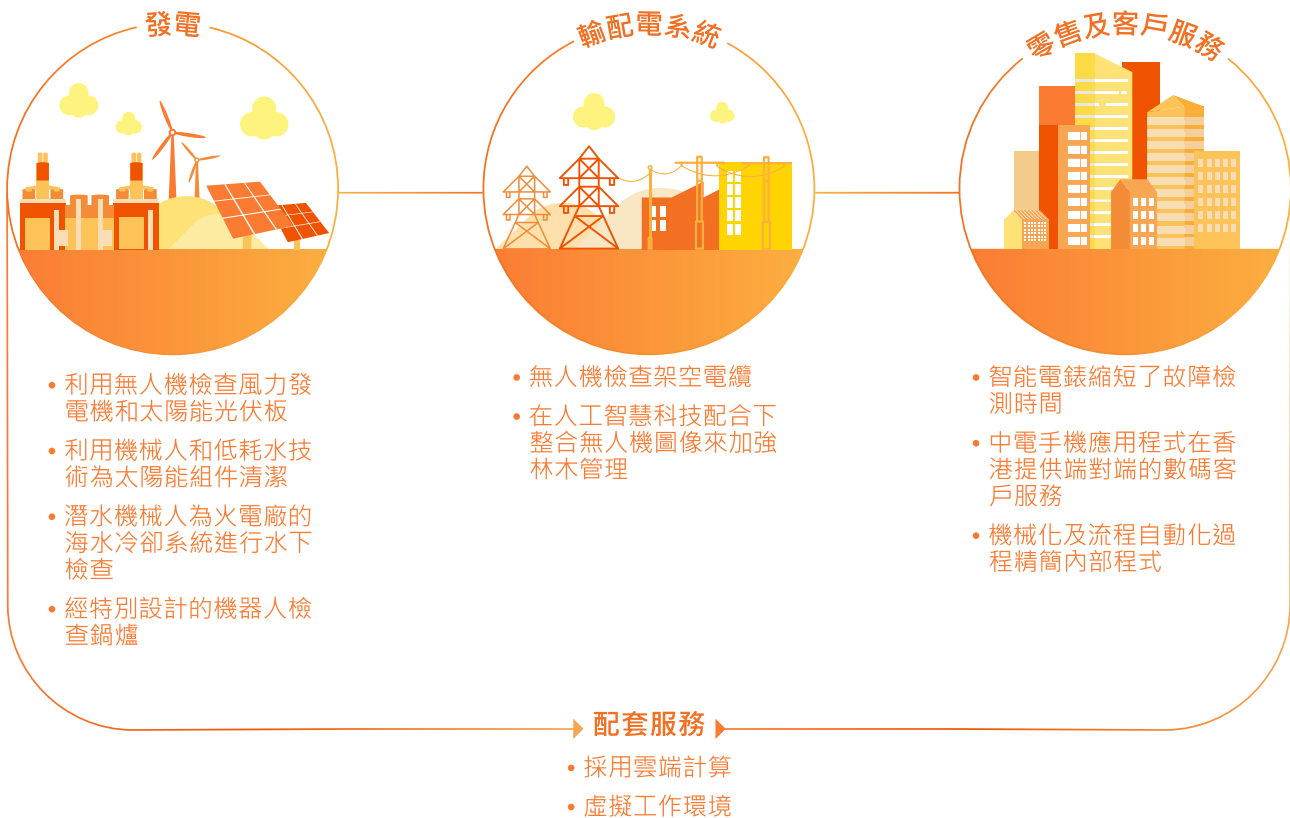 發電
• 利用無人機檢查風力發
電機和太陽能光伏板
• 利用機械人和低耗水技
術為太陽能組件清潔
• 潛水機械人為火電廠的
海水冷卻系統進行水下
檢查
• 經特別設計的機器人檢
查鍋爐
輸配電系統
• 無人機檢查架空電纜
• 在人工智慧科技配合下
整合無人機圖像來加強
林木管理
零售及客戶服務
• 智能電錶縮短了故障檢
測時間
• 中電手機應用程式在香
港提供端對端的數碼客
戶服務
• 機械化及流程自動化過
程精簡內部程式
配套服務
• 採用雲端計算
• 虛擬工作環境